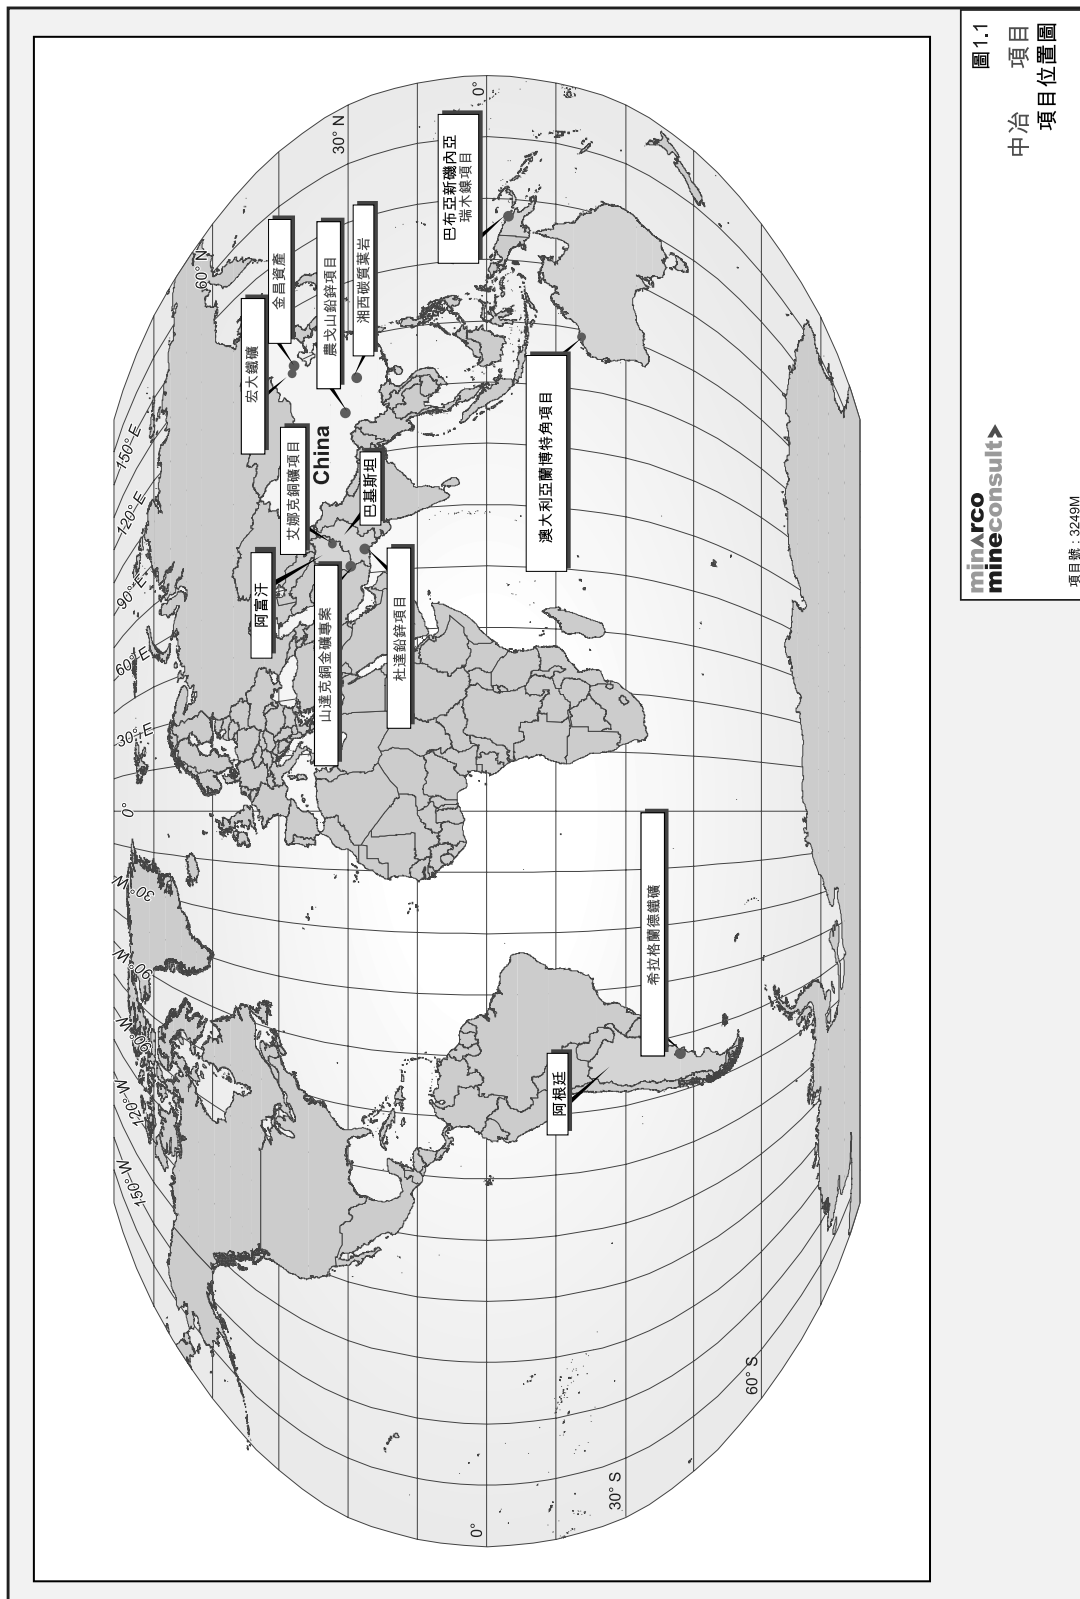 圖1.1
中冶 項目
項目位置圖
minarco
mineconsult
項目號 : 3249M
0°
30° N
60° N
巴布亞新磯內亞
瑞木鎳項目
金昌資產
宏大鐵礦
農戈山鉛鋅項目
湘西碳質葉岩
China
艾娜克銅礦項目
巴基斯坦
阿富汗
山達克銅金礦專案
杜達鉛鋅項目
澳大利亞蘭博特角項目
希拉格蘭德鐵礦
阿根廷
150° E
120° E
90° E
60° E
30° E
0°
30° W
60° W
90° W
120° W
150° W
0°
30° S
60° S